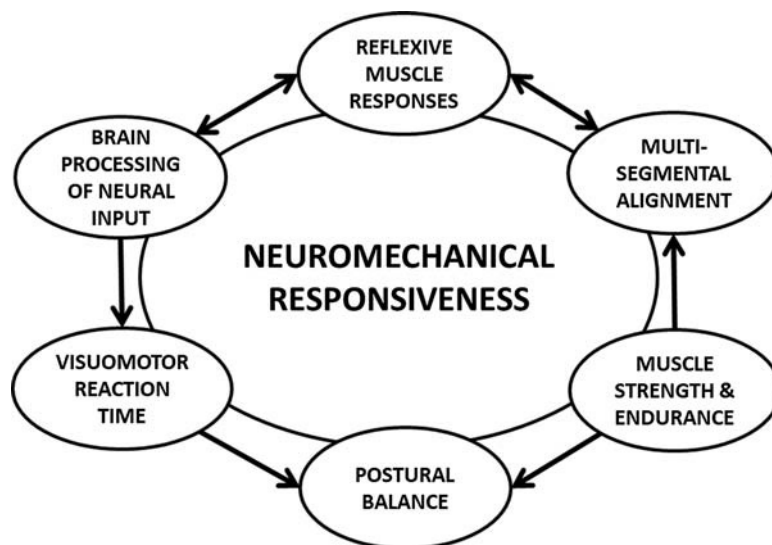 REFLEXIVE
MUSCLE
RESPONSES
BRAIN
PROCESSING
OF NEURAL
INPUT
MULTI-
SEGMENTAL
ALIGNMENT
NEUROMECHANICAL
RESPONSIVENESS
VISUOMOTOR
REACTION
TIME
MUSCLE
STRENGTH &
ENDURANCE
POSTURAL
BALANCE